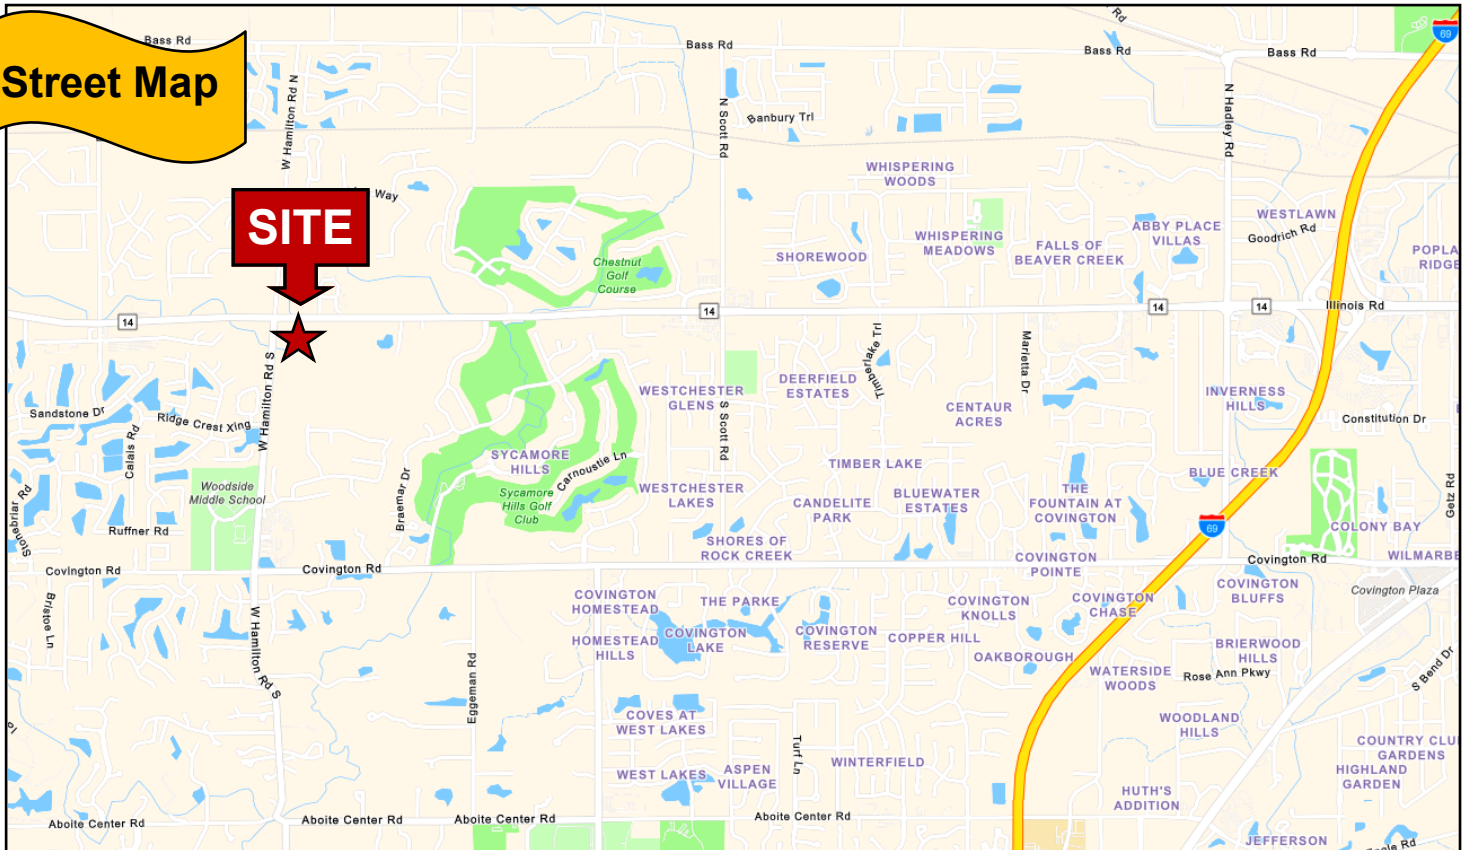 Street Map
Bass Rd
Bass Rd
Bass Rd
Bass Rd
Rd
69
W Hamilton Rd N
N Scott Rd
Banbury Trl
N Hadley Rd
Way
SITE
WHISPERING
WOODS
WHISPERING
MEADOWS
SHOREWOOD
FALLS OF
BEAVER CREEK
ABBY PLACE
VILLAS
WESTLAWN
Goodrich Rd
POPLA
RIDGE
Chestnut
Golf
Course
14
14
14
14
Illinois Rd
W Hamilton Rd S
Timberlake Trl
Marietta Dr
WESTCHESTER
GLENS
S Scott Rd
DEERFIELD
ESTATES
CENTAUR
ACRES
INVERNESS
HILLS
Constitution Dr
Sandstone Dr
Ridge Crest Xing
Calais Rd
SYCAMORE
HILLS
Carnoustie Ln
Sycamore
Hills Golf
Club
TIMBER LAKE
BLUE CREEK
Woodside
Middle School
Braemar Dr
WESTCHESTER
LAKES
CANDELITE
PARK
BLUEWATER
ESTATES
THE
FOUNTAIN AT
COVINGTON
Getz Rd
Stonebriar Rd
Ruffner Rd
69
COLONY BAY
SHORES OF
ROCK CREEK
WILMARBE
Covington Rd
Covington Rd
COVINGTON
POINTE
Covington Rd
Covington Plaza
Bristoe Ln
W Hamilton Rd S
COVINGTON
HOMESTEAD
THE PARKE
COVINGTON
KNOLLS
COVINGTON
CHASE
COVINGTON
BLUFFS
HOMESTEAD
HILLS
COVINGTON
LAKE
COVINGTON
RESERVE
COPPER HILL
OAKBOROUGH
BRIERWOOD
HILLS
WATERSIDE
WOODS
Rose Ann Pkwy
S Bend Dr
Eggeman Rd
Pl
COVES AT
WEST LAKES
Turf Ln
WOODLAND
HILLS
COUNTRY CLU
GARDENS
WEST LAKES
ASPEN
VILLAGE
WINTERFIELD
HIGHLAND
GARDEN
HUTH'S
ADDITION
Aboite Center Rd
Aboite Center Rd
Aboite Center Rd
Aboite Center Rd
JEFFERSON
Rd